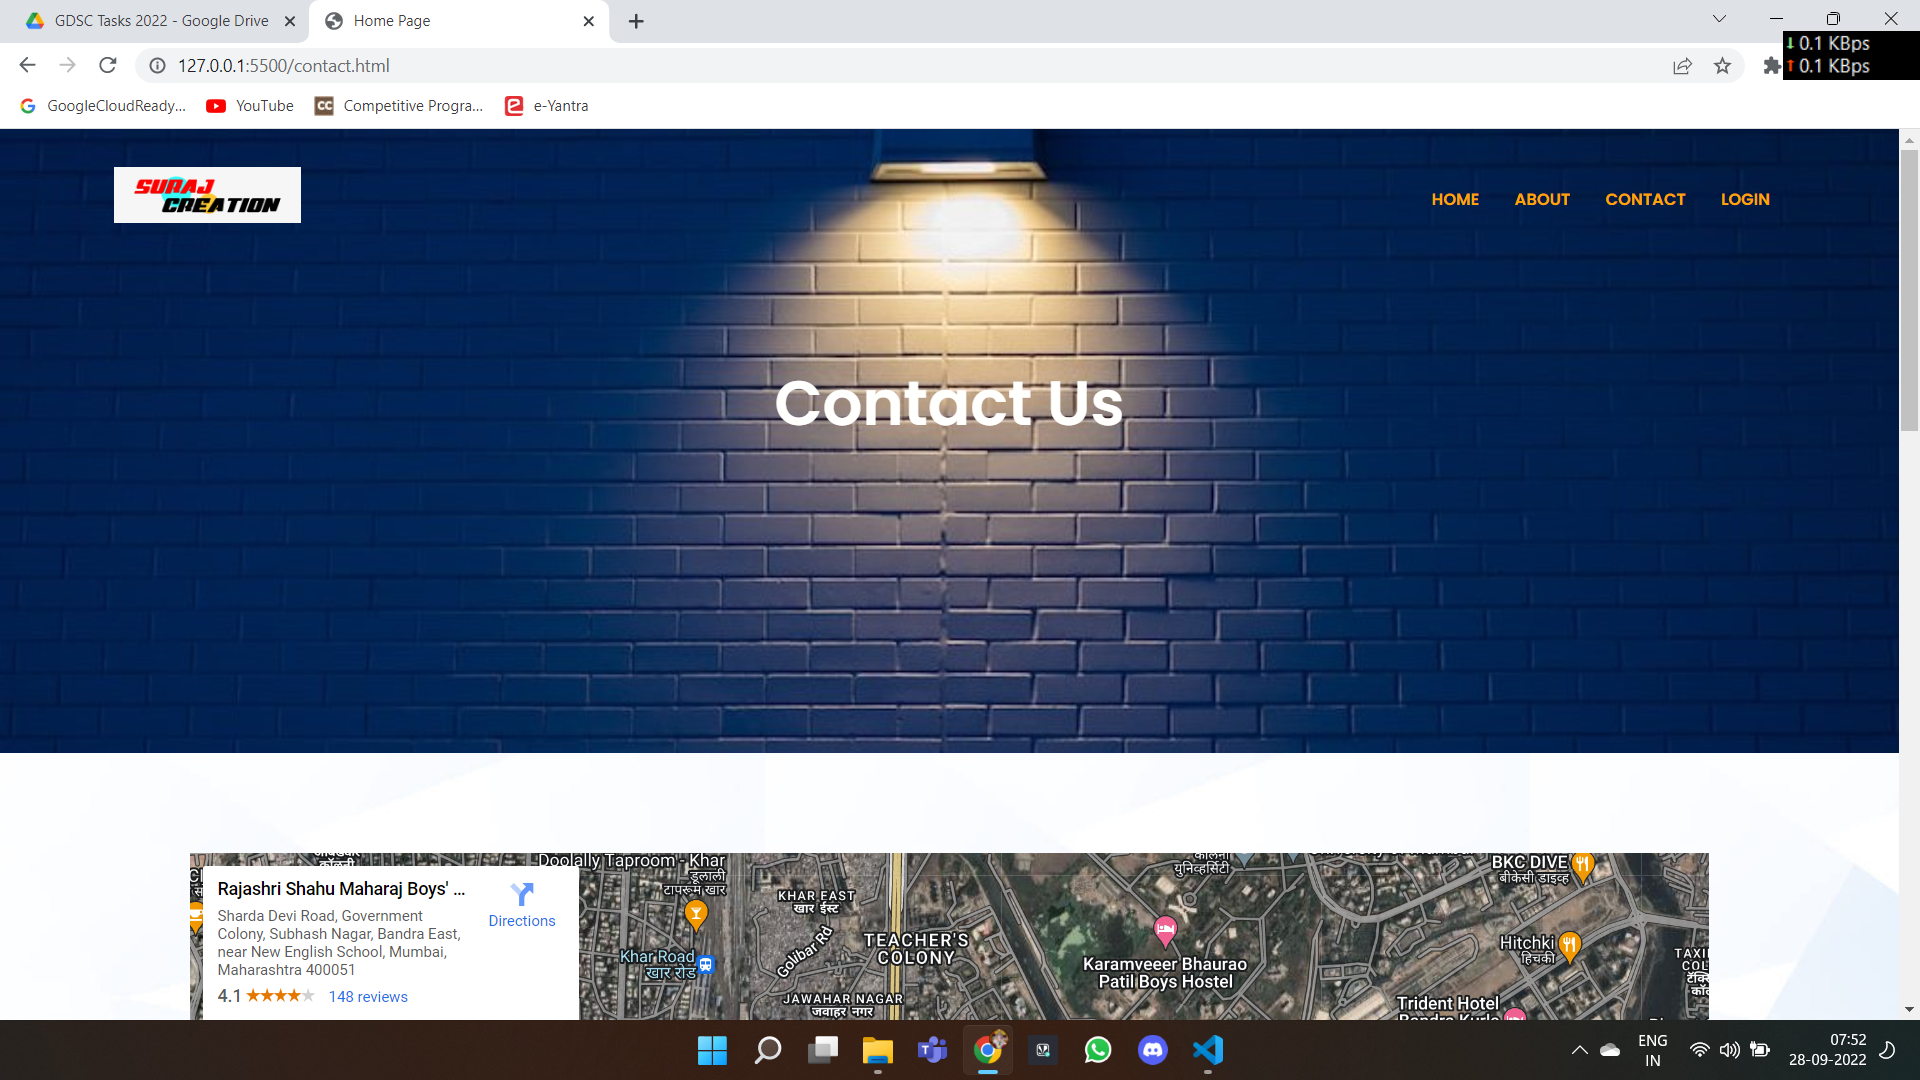 GDSC Tasks 2022 - Google Drive
Home Page
0.1 KBps
0.1 KBps
127.0.0.1:5500/contact.html
GoogleCloudReady...
YouTube
CC
Competitive Progra...
e-Yantra
SURAJ
CREATION
HOME
ABOUT
CONTACT
LOGIN
Contact Us
Rajashri Shahu Maharaj Boys' ...
Sharda Devi Road, Government
Colony, Subhash Nagar, Bandra East,
near New English School, Mumbai,
Maharashtra 400051
Directions
4.1
148 reviews
Doolally Taproom - Khar
डूलाली
टापरूम खार
KHAR EAST
खार ईस्ट
Golibar Rd
Khar Road
खार रोड
TEACHER'S
COLONY
JAWAHAR NAGAR
जवाहर नगर
युनिव्हर्सिटी
Karamveeer Bhaurao
Patil Boys Hostel
BKC DIVE
बीकेसी डाइव्ह
Hitchki
हिचकी
Trident Hotel
ENG
IN
07:52
28-09-2022